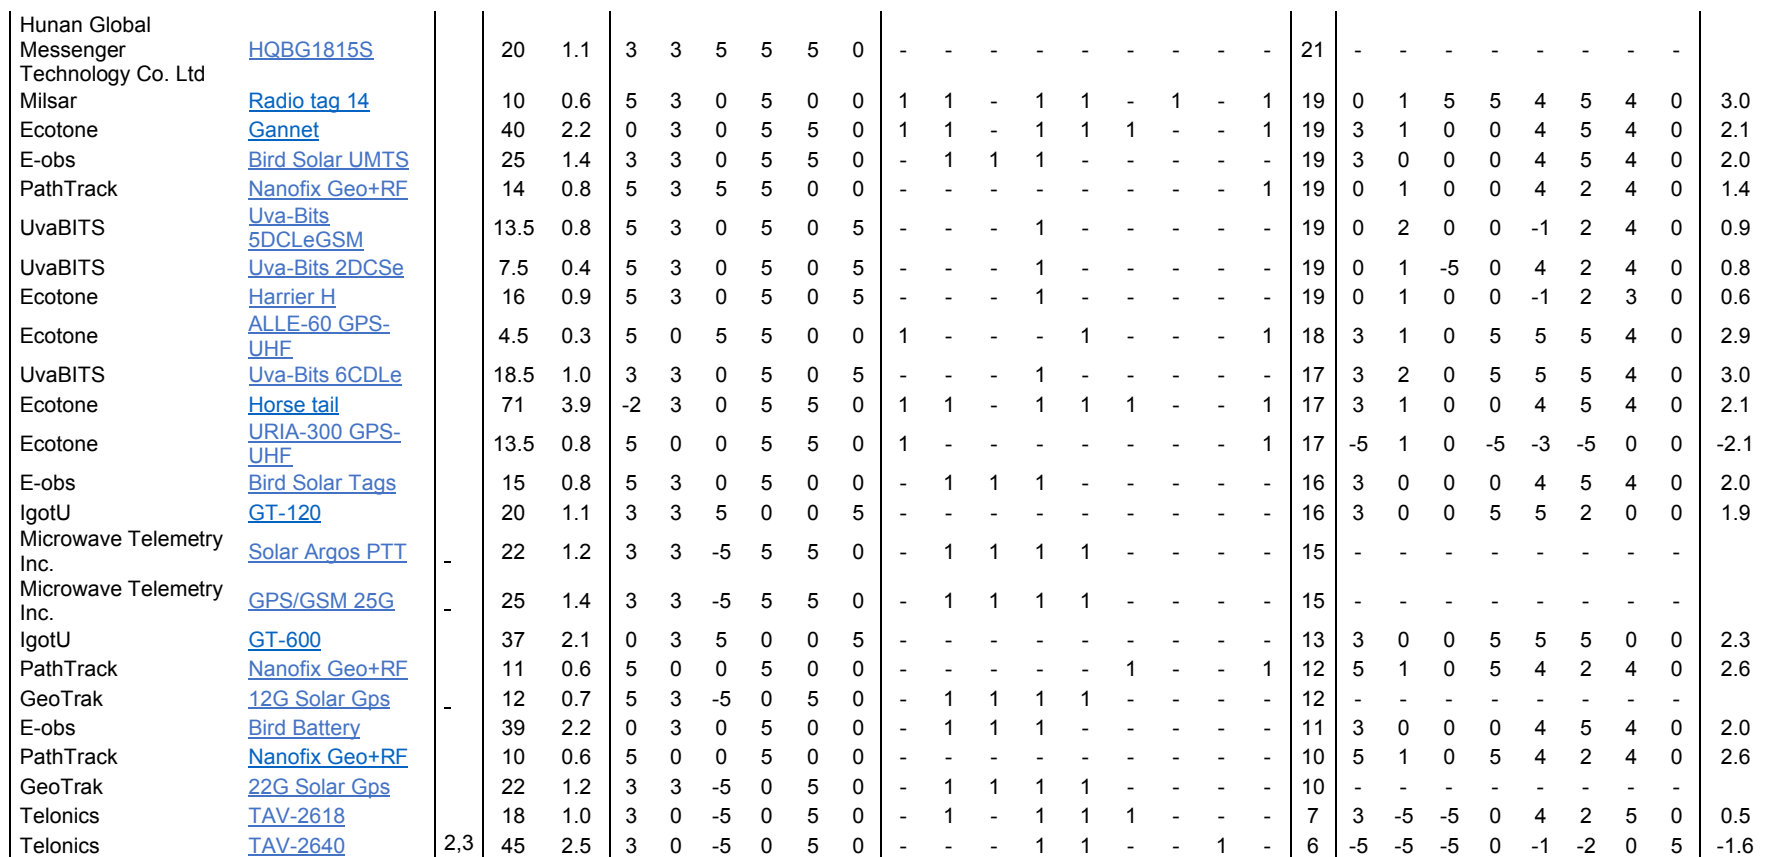 Hunan Global
Messenger HQBG1815S 20 1.1 3 3 5 5 5 0 - - - - - - - - - 21 - - - - - - - -
Technology Co. Ltd
Milsar Radio tag 14 10 0.6 5 3 0 5 0 0 1 1 - 1 1 - 1 - 1 19 0 1 5 5 4 5 4 0 3.0
Ecotone Gannet 40 2.2 0 3 0 5 5 0 1 1 - 1 1 1 - - 1 19 3 1 0 0 4 5 4 0 2.1
E-obs Bird Solar UMTS 25 1.4 3 3 0 5 5 0 - 1 1 1 - - - - - 19 3 0 0 0 4 5 4 0 2.0
PathTrack Nanofix Geo+RF 14 0.8 5 3 5 5 0 0 - - - - - - - - 1 19 0 1 0 0 4 2 4 0 1.4
UvaBITS Uva-Bits
5DCLeGSM 13.5 0.8 5 3 0 5 0 5 - - - 1 - - - - - 19 0 2 0 0 -1 2 4 0 0.9
UvaBITS Uva-Bits 2DCSe 7.5 0.4 5 3 0 5 0 5 - - - 1 - - - - - 19 0 1 -5 0 4 2 4 0 0.8
Ecotone Harrier H 16 0.9 5 3 0 5 0 5 - - - 1 - - - - - 19 0 1 0 0 -1 2 3 0 0.6
Ecotone ALLE-60 GPS-
UHF 4.5 0.3 5 0 5 5 0 0 1 - - - 1 - - - 1 18 3 1 0 5 5 5 4 0 2.9
UvaBITS Uva-Bits 6CDLe 18.5 1.0 3 3 0 5 0 5 - - - 1 - - - - - 17 3 2 0 5 5 5 4 0 3.0
Ecotone Horse tail 71 3.9 -2 3 0 5 5 0 1 1 - 1 1 1 - - 1 17 3 1 0 0 4 5 4 0 2.1
Ecotone URIA-300 GPS-
UHF 13.5 0.8 5 0 0 5 5 0 1 - - - - - - - 1 17 -5 1 0 -5 -3 -5 0 0 -2.1
E-obs Bird Solar Tags 15 0.8 5 3 0 5 0 0 - 1 1 1 - - - - - 16 3 0 0 0 4 5 4 0 2.0
IgotU GT-120 20 1.1 3 3 5 0 0 5 - - - - - - - - - 16 3 0 0 5 5 2 0 0 1.9
Microwave Telemetry
Inc. Solar Argos PTT 22 1.2 3 3 -5 5 5 0 - 1 1 1 1 - - - - 15 - - - - - - - -
Microwave Telemetry
Inc. GPS/GSM 25G 25 1.4 3 3 -5 5 5 0 - 1 1 1 1 - - - - 15 - - - - - - - -
IgotU GT-600 37 2.1 0 3 5 0 0 5 - - - - - - - - - 13 3 0 0 5 5 5 0 0 2.3
PathTrack Nanofix Geo+RF 11 0.6 5 0 0 5 0 0 - - - - - 1 - - 1 12 5 1 0 5 4 2 4 0 2.6
GeoTrak 12G Solar Gps 12 0.7 5 3 -5 0 5 0 - 1 1 1 1 - - - - 12 - - - - - - - -
E-obs Bird Battery 39 2.2 0 3 0 5 0 0 - 1 1 1 - - - - - 11 3 0 0 0 4 5 4 0 2.0
PathTrack Nanofix Geo+RF 10 0.6 5 0 0 5 0 0 - - - - - - - - - 10 5 1 0 5 4 2 4 0 2.6
GeoTrak 22G Solar Gps 22 1.2 3 3 -5 0 5 0 - 1 1 1 1 - - - - 10 - - - - - - - -
Telonics TAV-2618 18 1.0 3 0 -5 0 5 0 - 1 - 1 1 1 - - - 7 3 -5 -5 0 4 2 5 0 0.5
Telonics TAV-2640 2,3 45 2.5 3 0 -5 0 5 0 - - - 1 1 - - 1 - 6 -5 -5 -5 0 -1 -2 0 5 -1.6